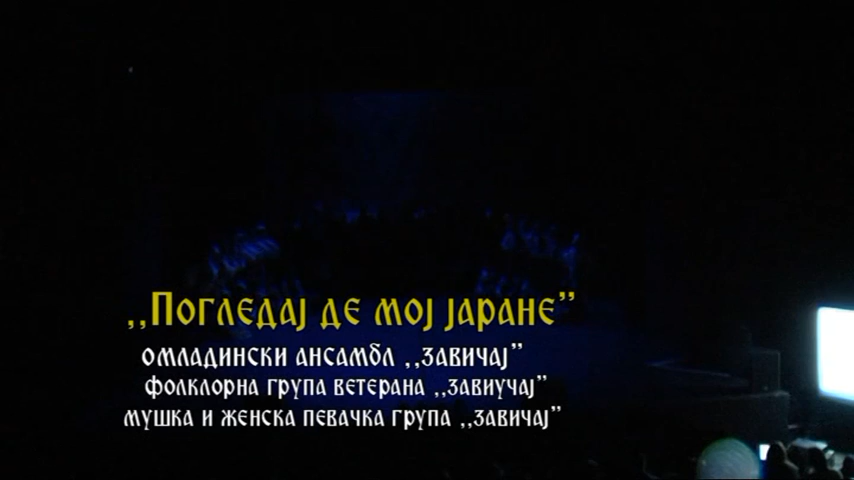 ,,Погледај де мој јаране”
омладински ансамбл ,,завичај”
фолклорна група ветерана ,,завиучај”
мушка и женска певачка група ,,завичај”